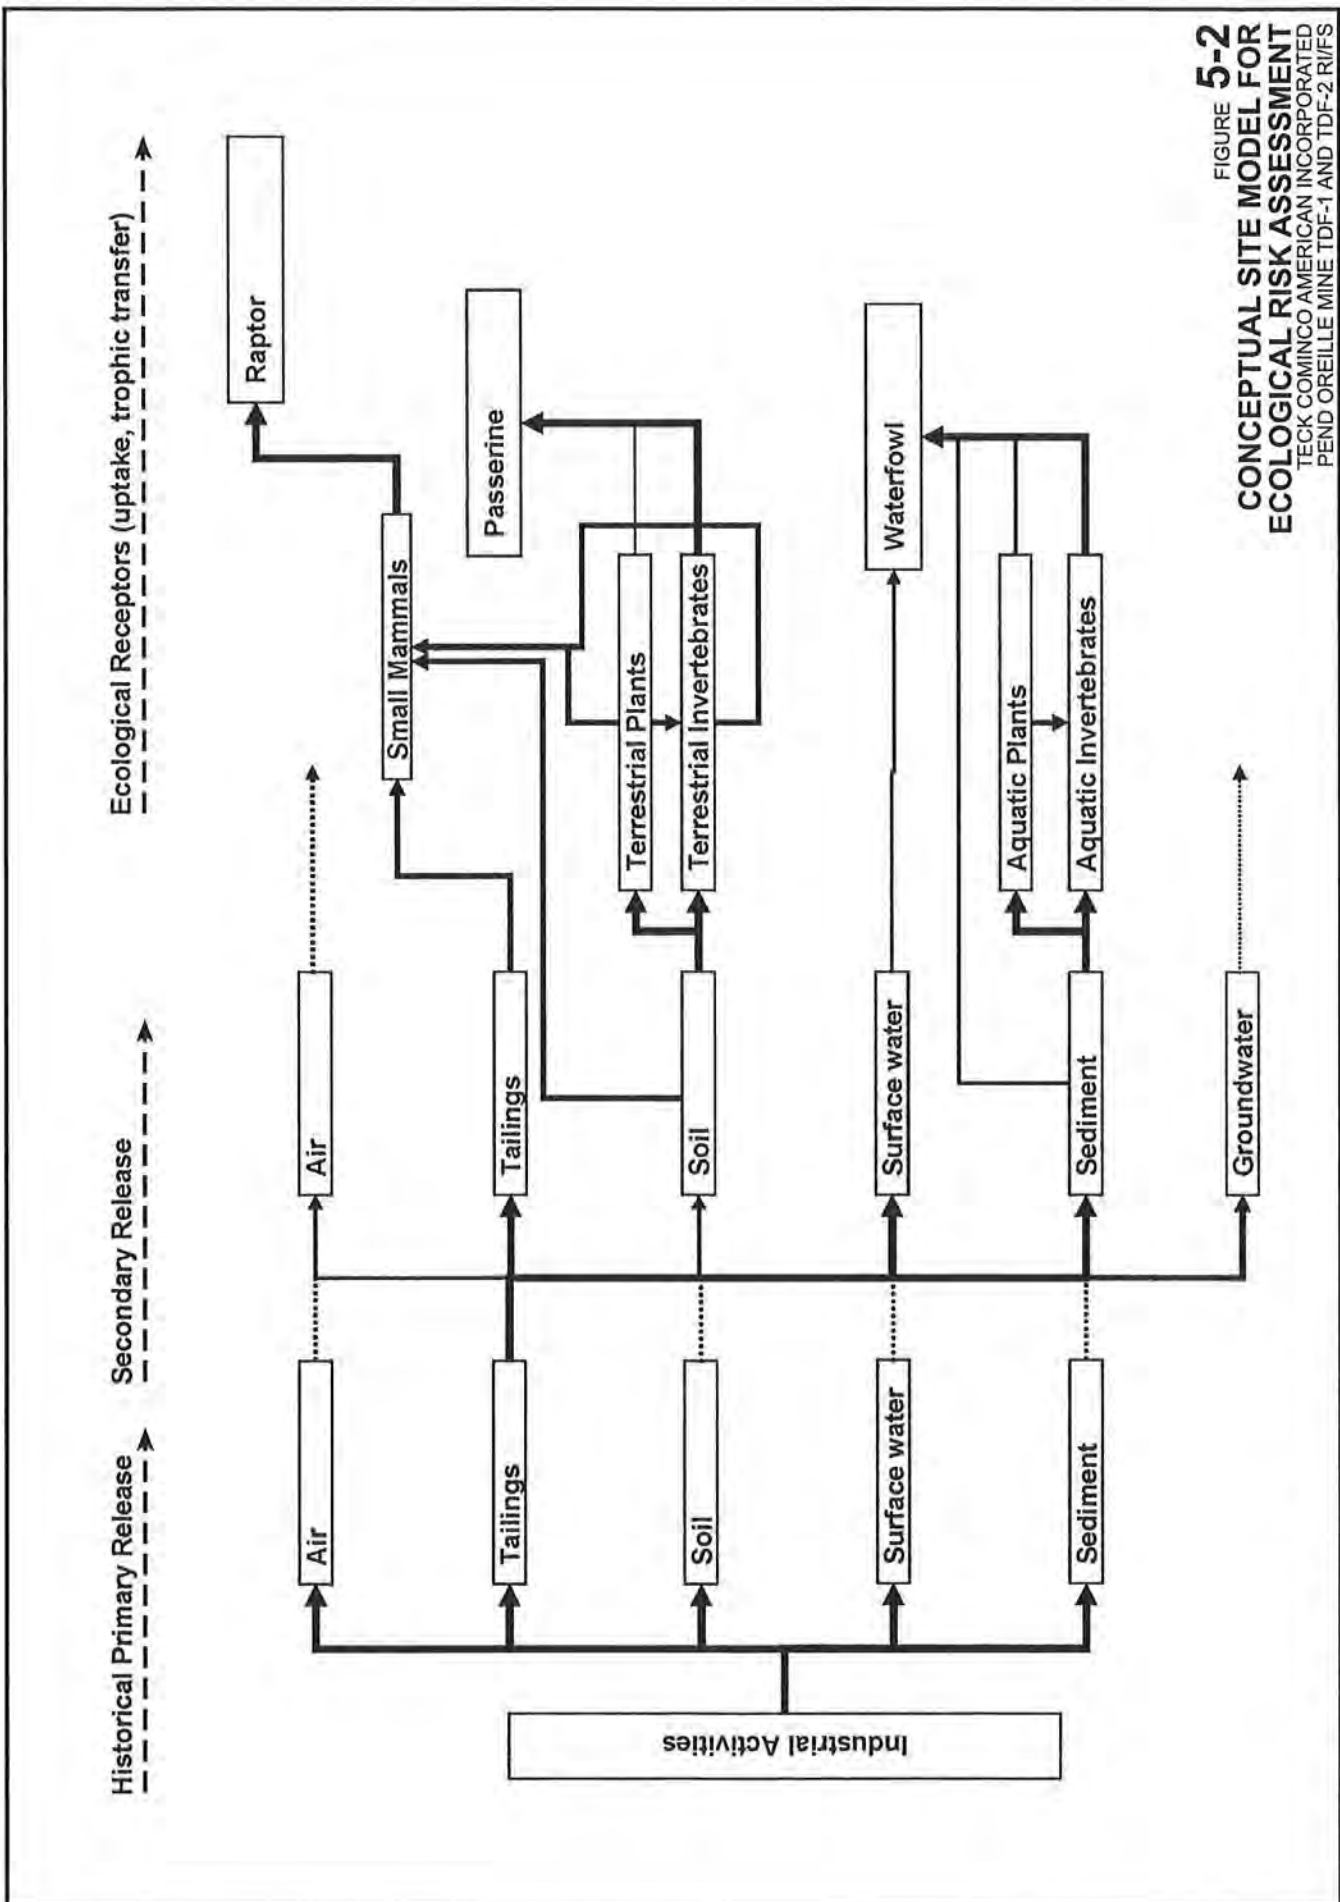 Historical Primary Release
Secondary Release
Ecological Receptors (uptake, trophic transfer)
Industrial Activities
Air
Tailings
Soil
Surface water
Sediment
Air
Tailings
Soil
Surface water
Sediment
Groundwater
Small Mammals
Raptor
Passerine
Terrestrial Plants
Terrestrial Invertebrates
Waterfowl
Aquatic Plants
Aquatic Invertebrates
FIGURE 5-2
CONCEPTUAL SITE MODEL FOR
ECOLOGICAL RISK ASSESSMENT
TECK COMINCO AMERICAN INCORPORATED
PEND OREILLE MINE TDF-1 AND TDF-2 RI/FS